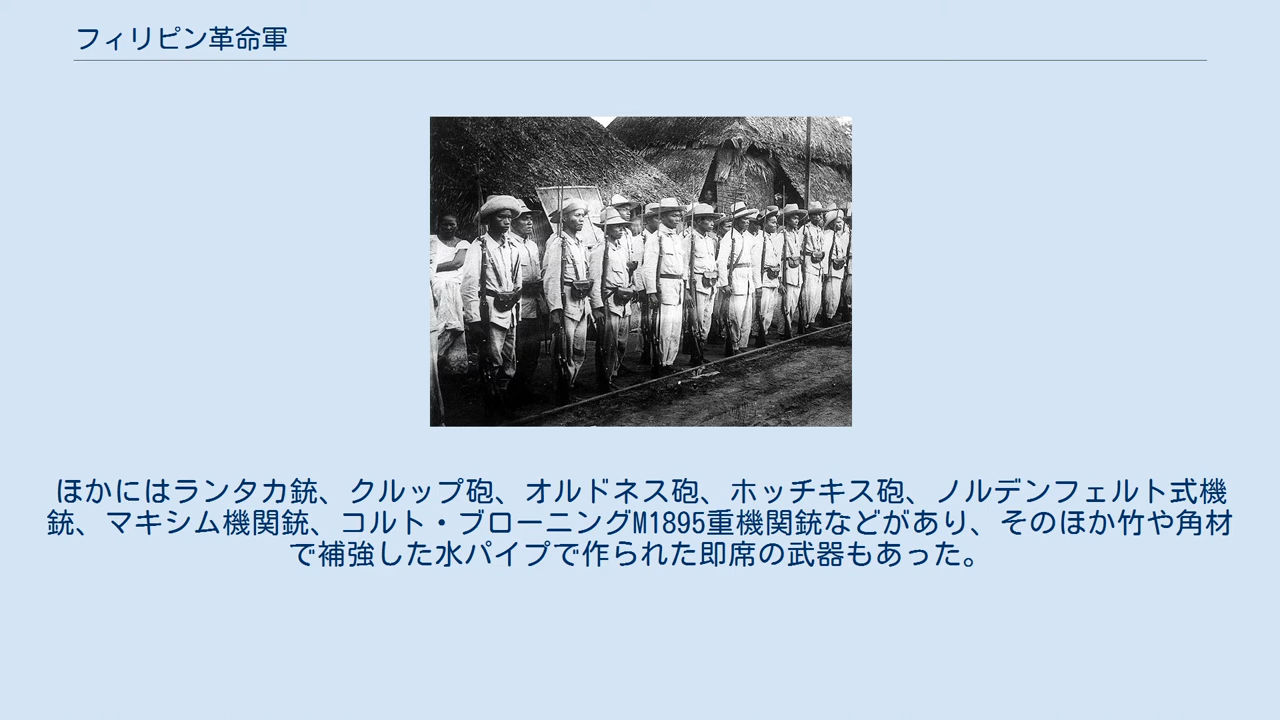 フィリピン革命軍
ほかにはランタカ銃、クルップ砲、オルドネス砲、ホッチキス砲、ノルデンフェルト式機
銃、マキシム機関銃、コルト・ブローニングM1895重機関銃などがあり、そのほか竹や角材
で補強した水パイプで作られた即席の武器もあった。